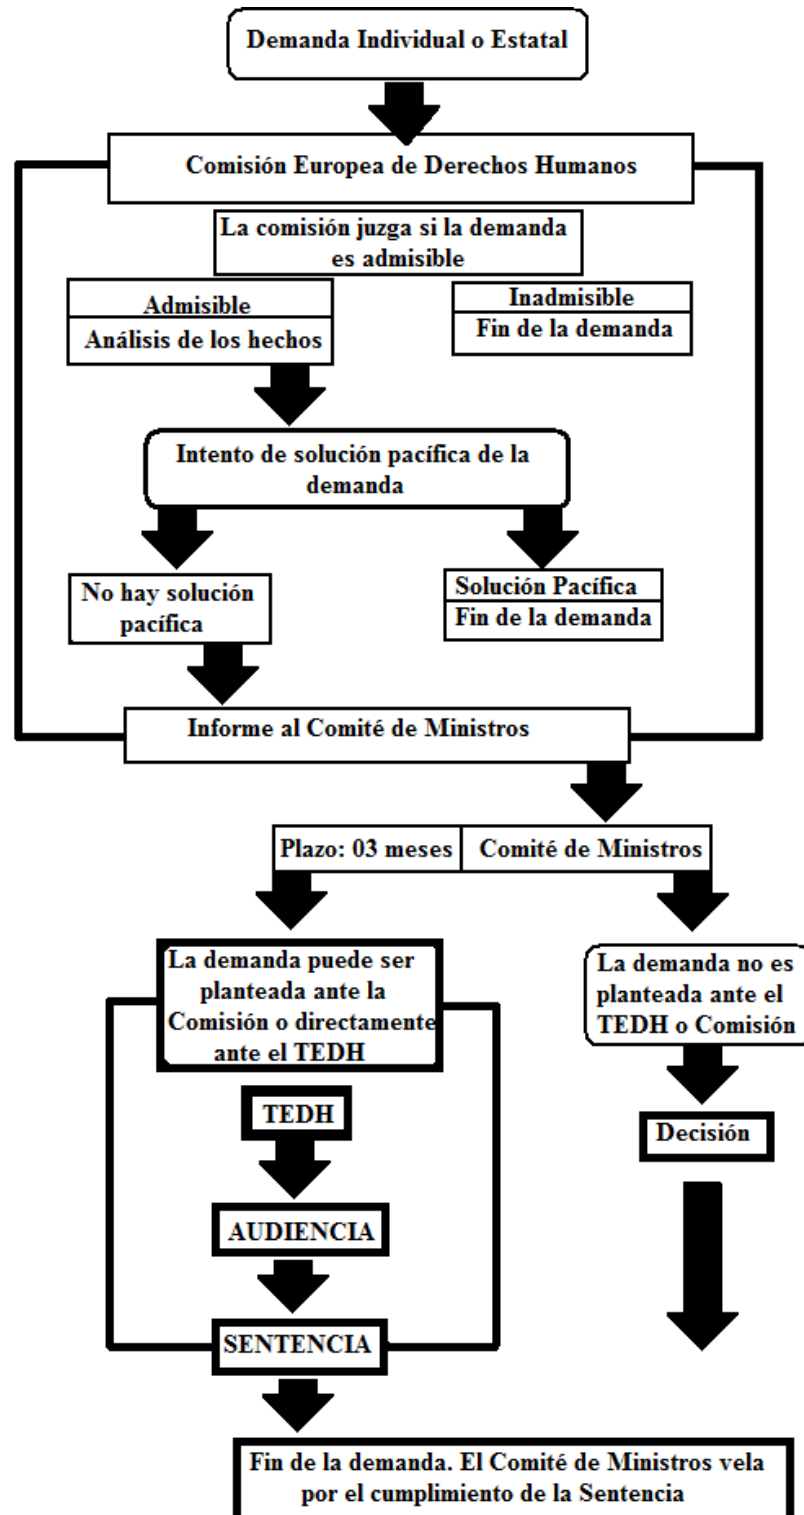 Demanda Individual o Estatal
Comisión Europea de Derechos Humanos
La comisión juzga si la demanda
es admisible
Admisible
Análisis de los hechos
Inadmisible
Fin de la demanda
Intento de solución pacífica de la
demanda
No hay solución
pacífica
Solución Pacífica
Fin de la demanda
Informe al Comité de Ministros
Plazo: 03 meses
Comité de Ministros
La demanda puede ser
planteada ante la
Comisión o directamente
ante el TEDH
La demanda no es
planteada ante el
TEDH o Comisión
TEDH
Decisión
AUDIENCIA
SENTENCIA
Fin de la demanda. El Comité de Ministros vela
por el cumplimiento de la Sentencia